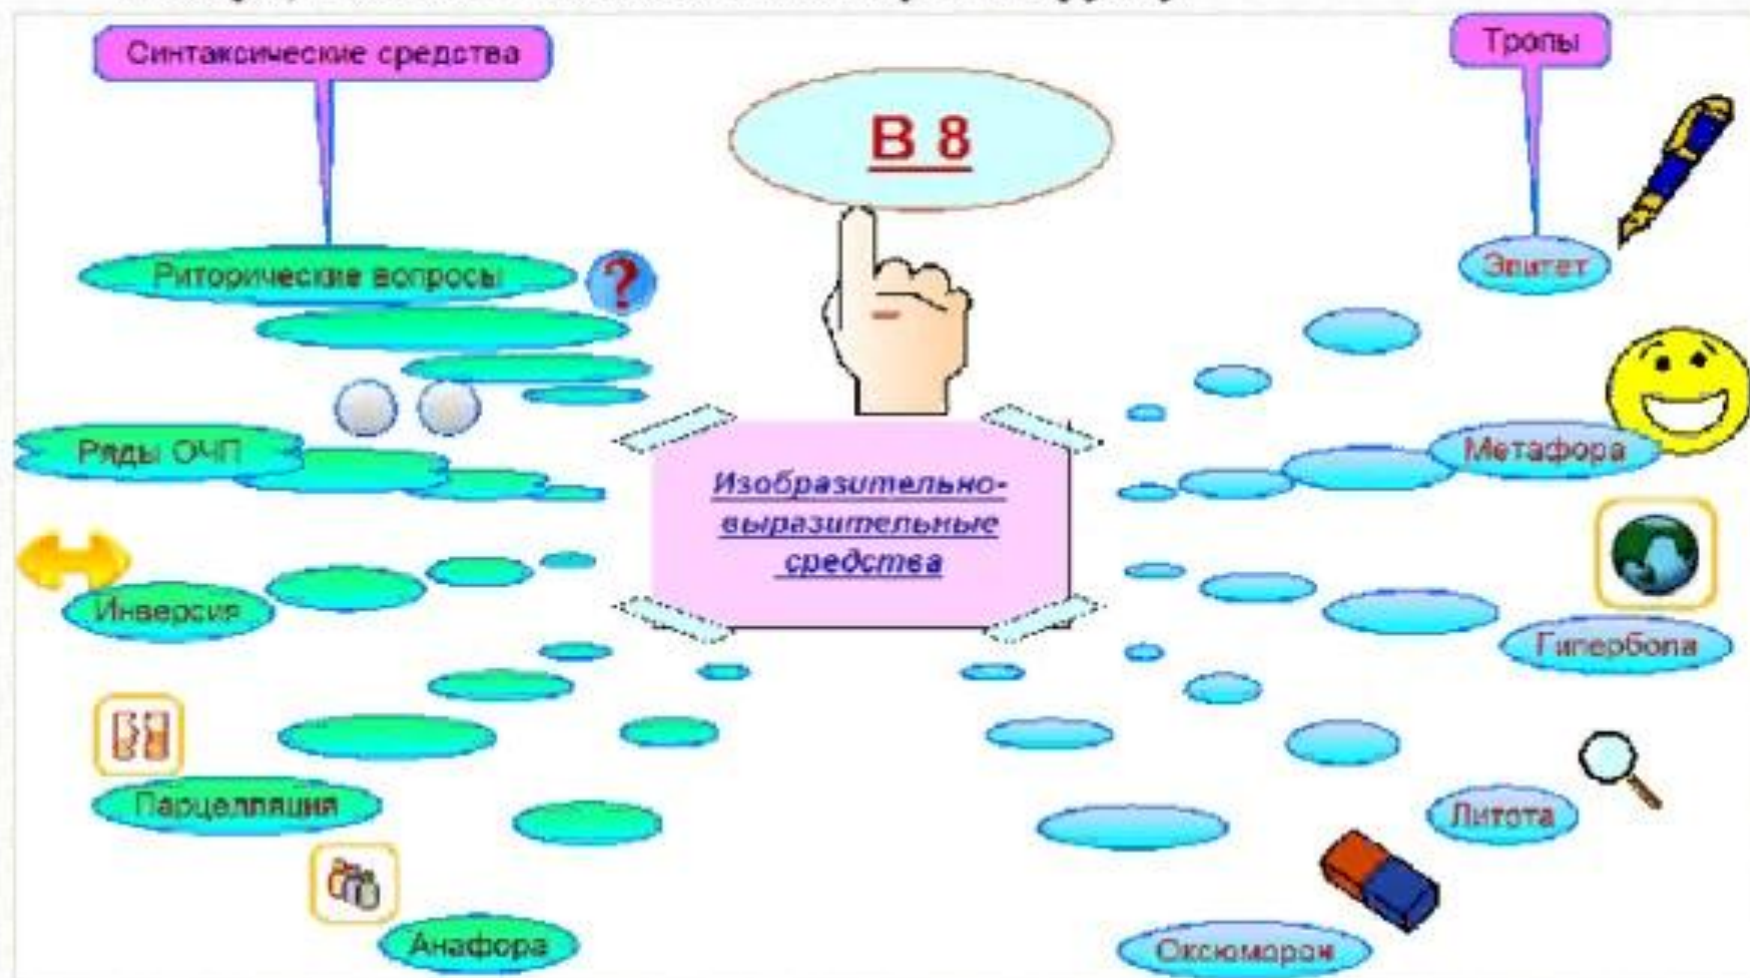 Синтаксические средства
Тропы
В 8
Риторические вопросы
?
Эпитет
Ряды ОЧП
Метафора
Изобразительно-
выразительные
средства
Инверсия
Гипербола
Парцелляция
Литота
Анафора
Оксюморон